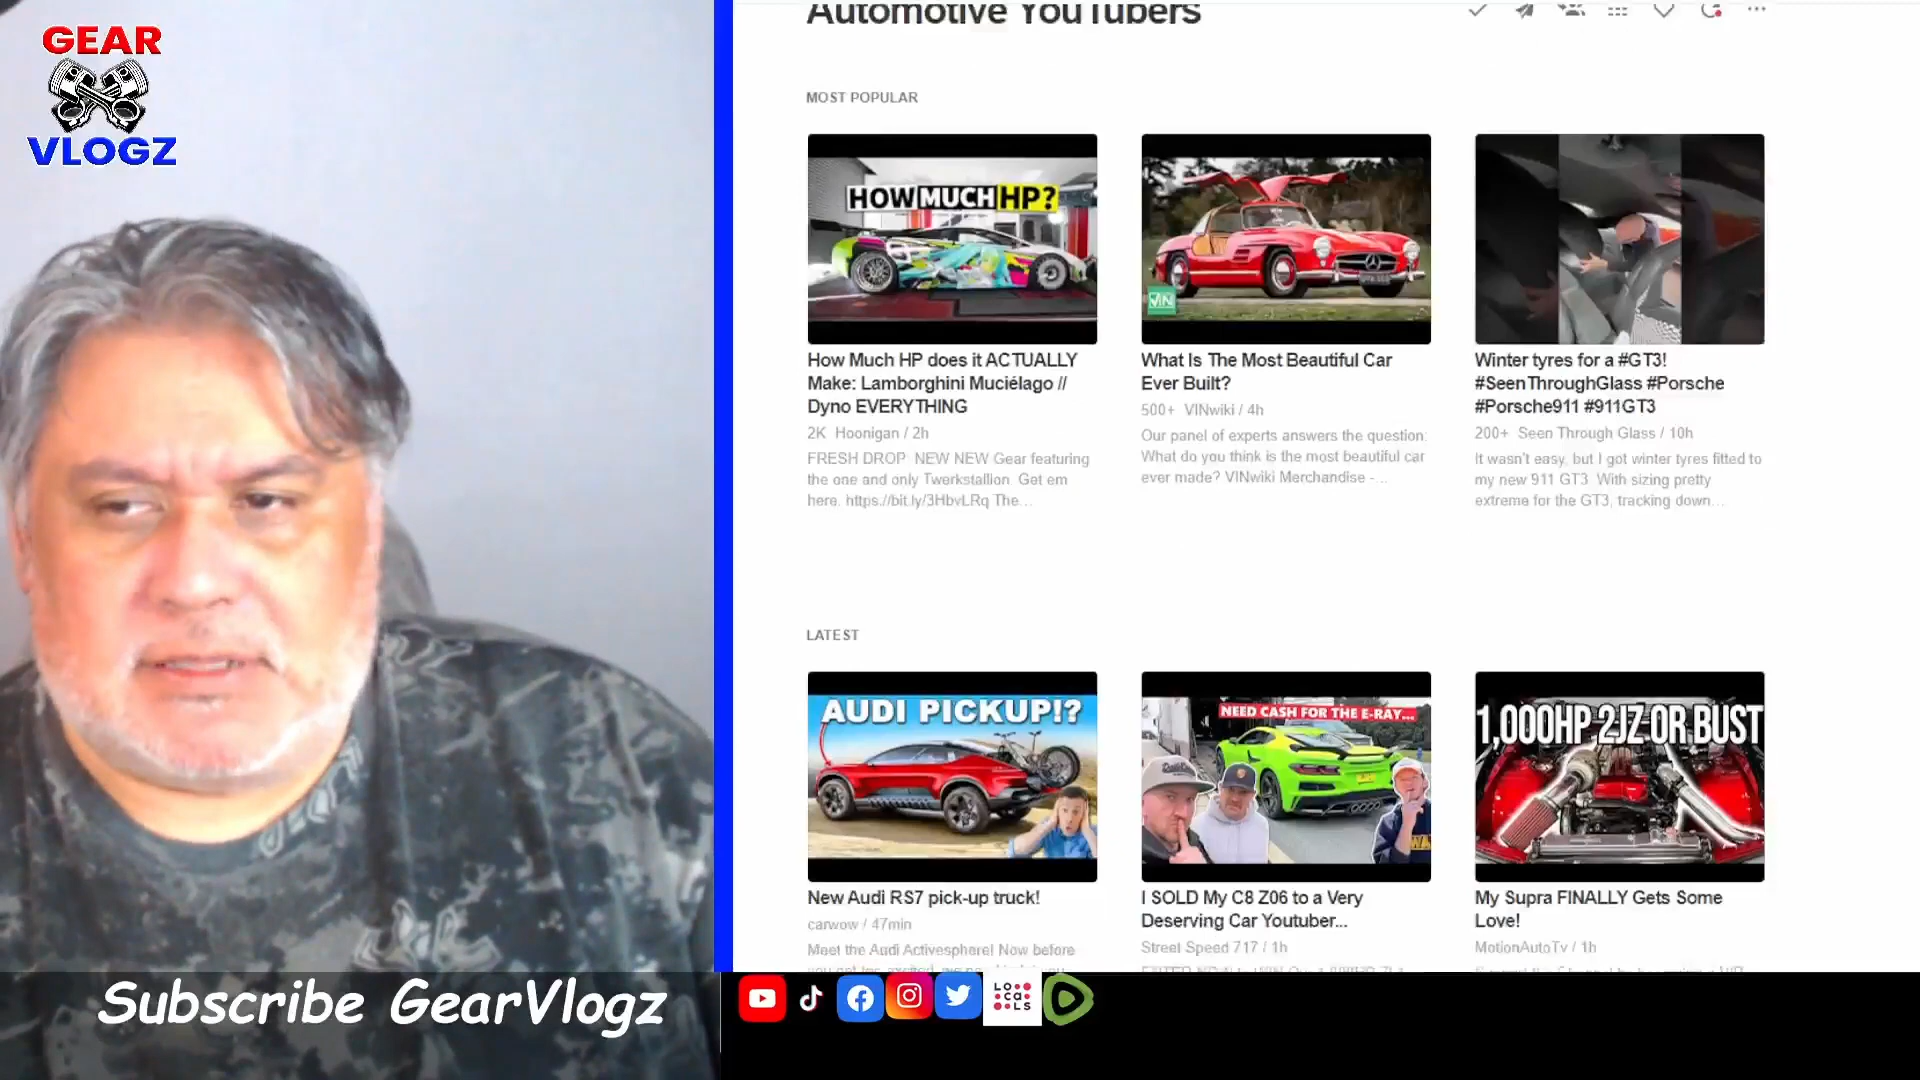 GEAR
VLOGZ
Automotive YouTubers
MOST POPULAR
HOW MUCH HP?
How Much HP does it ACTUALLY
Make: Lamborghini Muciélago //
Dyno EVERYTHING
2K Hoonigan / 2h
FRESH DROP NEW NEW Gear featuring
the one and only Twerkstallion Get em
here. https://bit.ly/3HbvLRq The...
VIN
What Is The Most Beautiful Car
Ever Built?
500+ VINwiki / 4h
Our panel of experts answers the question:
What do you think is the most beautiful car
ever made? VINwiki Merchandise - ...
Winter tyres for a #GT3!
#SeenThroughGlass #Porsche
#Porsche911 #911GT3
200+ Seen Through Glass / 10h
It wasn't easy, but I got winter tyres fitted to
my new 911 GT3 With sizing pretty
extreme for the GT3, tracking down...
LATEST
AUDI PICKUP!?
New Audi RS7 pick-up truck!
carwow / 47min
Meet the Audi Activesphere! Now before
NEED CASH FOR THE E-RAY...
I SOLD My C8 Z06 to a Very
Deserving Car Youtuber...
Street Speed 717 / 1h
1,000HP 2JZ OR BUST
My Supra FINALLY Gets Some
Love!
MotionAutoTv / 1h
Subscribe GearVlogz
LO
ca
LS